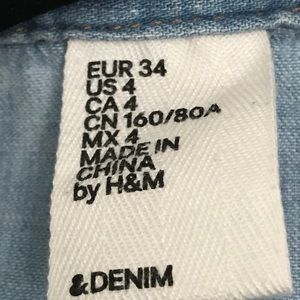 EUR 34
US 4
CA 4
CN 160/80A
MX 4
MADE IN
CHINA
by H&M
&DENIM